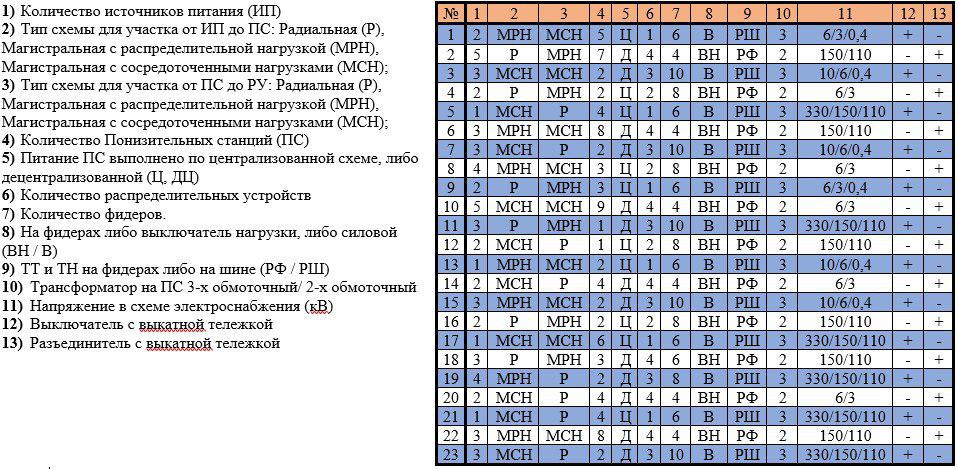 1) Количество источников питания (ИП)
2) Тип схемы для участка от ИП до ПС: Радиальная (Р),
Магистральная с распределительной нагрузкой (МРН),
Магистральная с сосредоточенными нагрузками (МСН);
3) Тип схемы для участка от ПС до РУ: Радиальная (Р),
Магистральная с распределительной нагрузкой (МРН),
Магистральная с сосредоточенными нагрузками (МСН);
4) Количество Понизительных станций (ПС)
5) Питание ПС выполнено по централизованной схеме, либо
децентрализованной (Ц, ДЦ)
6) Количество распределительных устройств
7) Количество фидеров.
8) На фидерах либо выключатель нагрузки, либо силовой
(ВН / В)
9) ТТ и ТН на фидерах либо на шине (РФ / РШ)
10) Трансформатор на ПС 3-х обмоточный/ 2-х обмоточный
11) Напряжение в схеме электроснабжения (кВ)
12) Выключатель с выкатной тележкой
13) Разъединитель с выкатной тележкой
№ 1 2 3 4 5 6 7 8 9 10 11 12 13
1 2 МРН МСН 5 Ц 1 6 В РШ 3 6/3/0,4 + -
2 5 Р МРН 7 Д 4 4 ВН РФ 2 150/110 - +
3 3 МСН МСН 2 Д 3 10 В РШ 3 10/6/0,4 + -
4 2 Р МРН 2 Ц 2 8 ВН РФ 2 6/3 - +
5 1 МСН Р 4 Ц 1 6 В РШ 3 330/150/110 + -
6 3 МРН МСН 8 Д 4 4 ВН РФ 2 150/110 - +
7 3 МСН Р 2 Д 3 10 В РШ 3 10/6/0,4 + -
8 4 МРН МСН 3 Ц 2 8 ВН РФ 2 6/3 - +
9 2 Р МРН 3 Ц 1 6 В РШ 3 6/3/0,4 + -
10 5 МСН МСН 9 Д 4 4 ВН РФ 2 6/3 - +
11 3 Р МРН 1 Д 3 10 В РШ 3 330/150/110 + -
12 2 МСН Р 1 Ц 2 8 ВН РФ 2 150/110 - +
13 1 МРН МСН 2 Ц 1 6 В РШ 3 10/6/0,4 + -
14 2 МСН Р 4 Д 4 4 ВН РФ 2 6/3 - +
15 3 МРН МСН 2 Д 3 10 В РШ 3 10/6/0,4 + -
16 2 Р МРН 2 Ц 2 8 ВН РФ 2 150/110 - +
17 1 МСН МСН 6 Ц 1 6 В РШ 3 330/150/110 + -
18 3 Р МРН 3 Д 4 6 ВН РФ 2 150/110 - +
19 4 МРН Р 2 Д 3 8 В РШ 3 330/150/110 + -
20 2 МСН Р 5 Д 4 4 ВН РФ 2 6/3 - +
21 1 МСН Р 4 Ц 1 6 В РШ 3 330/150/110 + -
22 3 МРН МСН 8 Д 4 4 ВН РФ 2 150/110 - +
23 3 МСН Р 2 Д 3 10 В РШ 3 330/150/110 + -